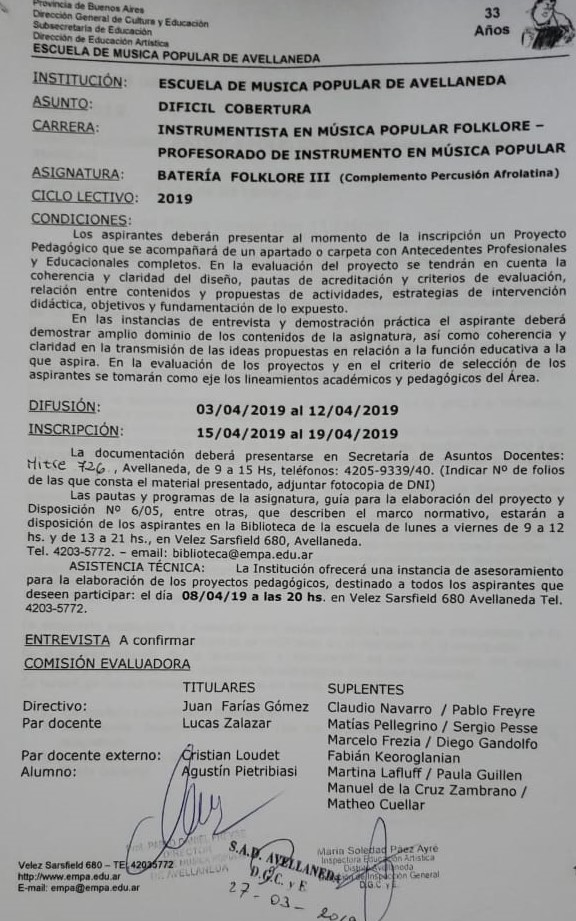 Provincia de Buenos Aires
Dirección General de Cultura y Educación
Subsecretaría de Educación
Dirección de Educación Artística
ESCUELA DE MUSICA POPULAR DE AVELLANEDA
33
Años
INSTITUCIÓN: ESCUELA DE MUSICA POPULAR DE AVELLANEDA
ASUNTO: DIFICIL COBERTURA
CARRERA: INSTRUMENTISTA EN MÚSICA POPULAR FOLKLORE –
PROFESORADO DE INSTRUMENTO EN MÚSICA POPULAR
ASIGNATURA: BATERÍA FOLKLORE III (Complemento Percusión Afrolatina)
CICLO LECTIVO: 2019
CONDICIONES:
Los aspirantes deberán presentar al momento de la inscripción un Proyecto
Pedagógico que se acompañará de un apartado o carpeta con Antecedentes Profesionales
y Educacionales completos. En la evaluación del proyecto se tendrán en cuenta la
coherencia y claridad del diseño, pautas de acreditación y criterios de evaluación,
relación entre contenidos y propuestas de actividades, estrategias de intervención
didáctica, objetivos y fundamentación de lo expuesto.
En las instancias de entrevista y demostración práctica el aspirante deberá
demostrar amplio dominio de los contenidos de la asignatura, así como coherencia y
claridad en la transmisión de las ideas propuestas en relación a la función educativa a la
que aspira. En la evaluación de los proyectos y en el criterio de selección de los
aspirantes se tomarán como eje los lineamientos académicos y pedagógicos del Área.
DIFUSIÓN: 03/04/2019 al 12/04/2019
INSCRIPCIÓN: 15/04/2019 al 19/04/2019
La documentación deberá presentarse en Secretaría de Asuntos Docentes:
Mitre 726., Avellaneda, de 9 a 15 Hs, teléfonos: 4205-9339/40. (Indicar Nº de folios
de las que consta el material presentado, adjuntar fotocopia de DNI)
Las pautas y programas de la asignatura, guía para la elaboración del proyecto y
Disposición Nº 6/05, entre otras, que describen el marco normativo, estarán a
disposición de los aspirantes en la Biblioteca de la escuela de lunes a viernes de 9 a 12
hs. y de 13 a 21 hs., en Velez Sarsfield 680, Avellaneda.
Tel. 4203-5772. – email: biblioteca@empa.edu.ar
ASISTENCIA TÉCNICA: La Institución ofrecerá una instancia de asesoramiento
para la elaboración de los proyectos pedagógicos, destinado a todos los aspirantes que
deseen participar: el día 08/04/19 a las 20 hs. en Velez Sarsfield 680 Avellaneda Tel.
4203-5772.
ENTREVISTA A confirmar
COMISIÓN EVALUADORA
TITULARES SUPLENTES
Directivo: Juan Farías Gómez Claudio Navarro / Pablo Freyre
Par docente Lucas Zalazar Matías Pellegrino / Sergio Pesse
Marcelo Frezia / Diego Gandolfo
Par docente externo: Cristian Loudet Fabián Keoroglanian
Alumno: Agustín Pietribiasi Martina Lafluff / Paula Guillen
Manuel de la Cruz Zambrano /
Matheo Cuellar
DIRECTOR
AVELLANEDA
S.A.D. AVELLANEDA
D.G.C. y E
27-03-2019
Maria Soledad Páez Ayre
Inspectora Educación Artística
Distrito Avellaneda
Dirección de Inspección General
D.G.C. y E.
Velez Sarsfield 680 – TE: 42035772
http://www.empa.edu.ar
E-mail: empa@empa.edu.ar